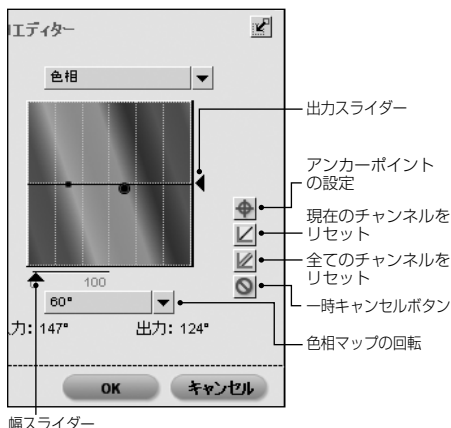 エディター
色相
出力スライダー
アンカーポイント
の設定
現在のチャンネルを
リセット
全てのチャンネルを
リセット
一時キャンセルボタン
100
60°
色相マップの回転
力: 147° 出力: 124°
OK キャンセル
幅スライダー